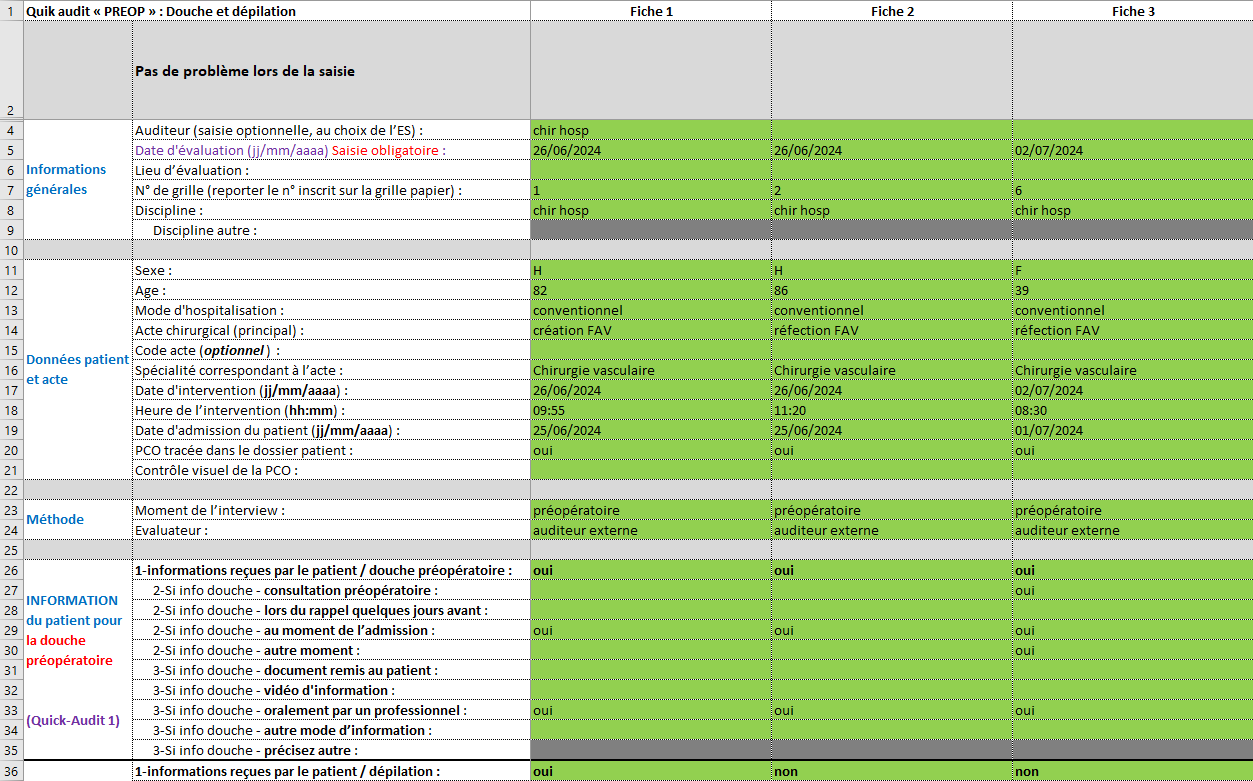 1 Quik audit « PREOP » : Douche et dépilation Fiche 1 Fiche 2 Fiche 3
2 Pas de problème lors de la saisie
4 Auditeur (saisie optionnelle, au choix de l’ES) : chir hosp
5 Date d'évaluation (jj/mm/aaaa) Saisie obligatoire : 26/06/2024 26/06/2024 02/07/2024
6 Lieu d’évaluation :
Informations générales
7 N° de grille (reporter le n° inscrit sur la grille papier) : 1 2 6
8 Discipline : chir hosp chir hosp chir hosp
9 Discipline autre :
10
11 Sexe : H H F
12 Age : 82 86 39
13 Mode d'hospitalisation : conventionnel conventionnel conventionnel
14 Acte chirurgical (principal) : création FAV réfection FAV réfection FAV
15 Code acte (optionnel ) :
Données patient et acte
16 Spécialité correspondant à l’acte : Chirurgie vasculaire Chirurgie vasculaire Chirurgie vasculaire
17 Date d'intervention (jj/mm/aaaa) : 26/06/2024 26/06/2024 02/07/2024
18 Heure de l’intervention (hh:mm) : 09:55 11:20 08:30
19 Date d'admission du patient (jj/mm/aaaa) : 25/06/2024 25/06/2024 01/07/2024
20 PCO tracée dans le dossier patient : oui oui oui
21 Contrôle visuel de la PCO :
22
23 Moment de l’interview : préopératoire préopératoire préopératoire
Méthode
24 Evaluateur : auditeur externe auditeur externe auditeur externe
25
26 1-informations reçues par le patient / douche préopératoire : oui oui oui
27 2-Si info douche - consultation préopératoire : oui
INFORMATION
28 2-Si info douche - lors du rappel quelques jours avant :
du patient pour
29 2-Si info douche - au moment de l’admission : oui oui oui
la douche
30 2-Si info douche - autre moment : oui
préopératoire
31 3-Si info douche - document remis au patient :
32 3-Si info douche - vidéo d'information :
33 3-Si info douche - oralement par un professionnel : oui oui oui
(Quick-Audit 1)
34 3-Si info douche - autre mode d’information :
35 3-Si info douche - précisez autre :
36 1-informations reçues par le patient / dépilation : oui non non